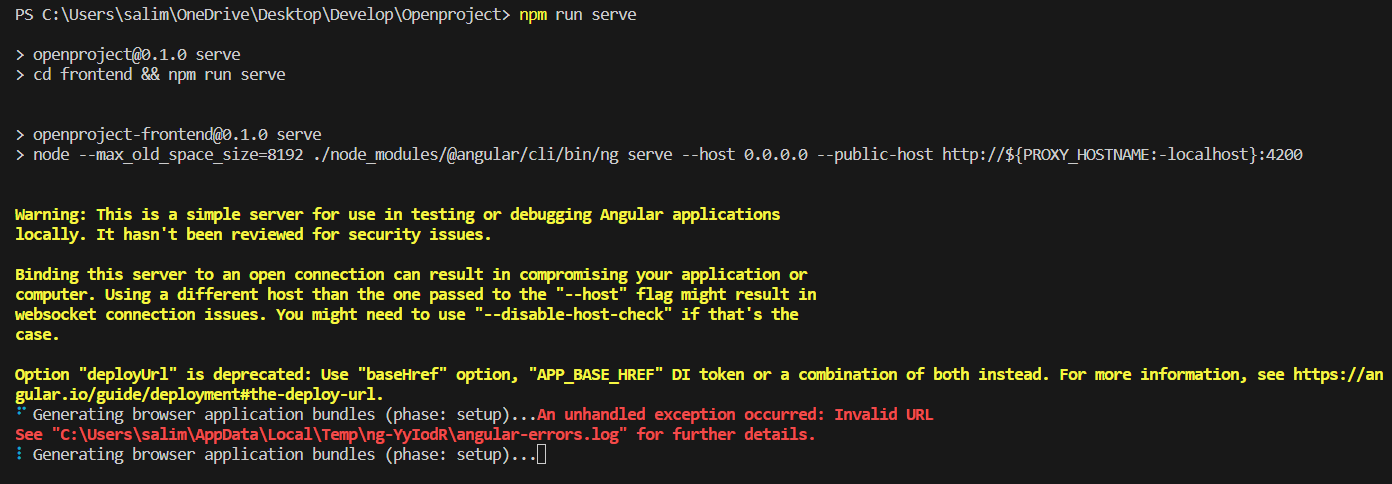 PS C:\Users\salim\OneDrive\Desktop\Develop\Openproject> npm run serve
> openproject@0.1.0 serve
> cd frontend && npm run serve
> openproject-frontend@0.1.0 serve
> node --max_old_space_size=8192 ./node_modules/@angular/cli/bin/ng serve --host 0.0.0.0 --public-host http://${PROXY_HOSTNAME:-localhost}:4200
Warning: This is a simple server for use in testing or debugging Angular applications
locally. It hasn't been reviewed for security issues.
Binding this server to an open connection can result in compromising your application or
computer. Using a different host than the one passed to the "--host" flag might result in
websocket connection issues. You might need to use "--disable-host-check" if that's the
case.
Option "deployUrl" is deprecated: Use "baseHref" option, "APP_BASE_HREF" DI token or a combination of both instead. For more information, see https://an
gular.io/guide/deployment#the-deploy-url.
⠋ Generating browser application bundles (phase: setup)...An unhandled exception occurred: Invalid URL
See "C:\Users\salim\AppData\Local\Temp\ng-YyIodR\angular-errors.log" for further details.
⠸ Generating browser application bundles (phase: setup)...